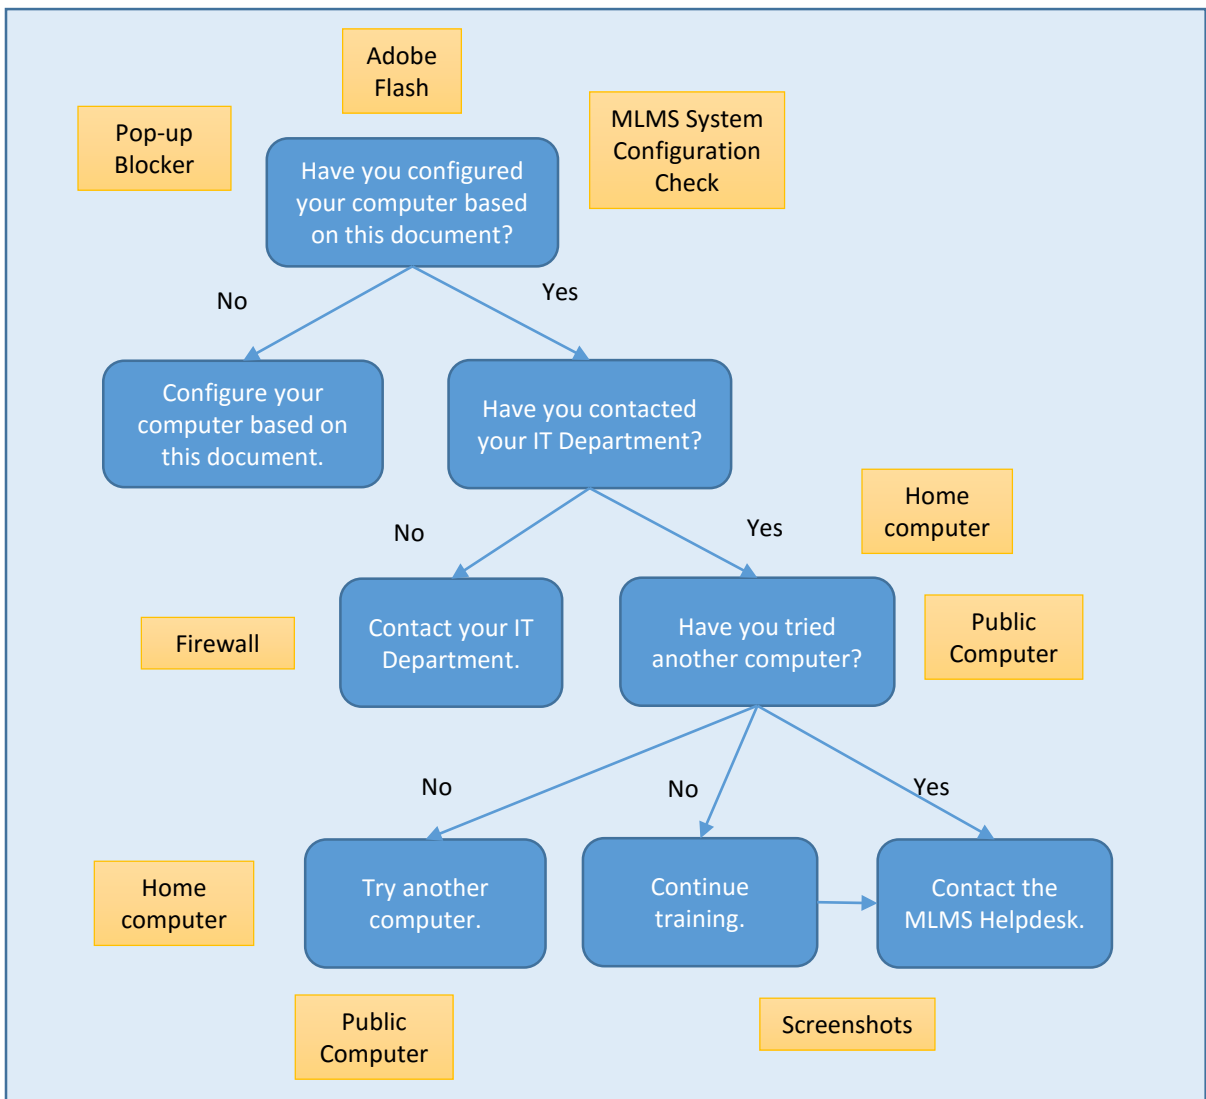 Adobe
Flash
Pop-up
Blocker
MLMS System
Configuration
Check
Have you configured
your computer based
on this document?
No
Yes
Configure your
computer based on
this document.
Have you contacted
your IT Department?
Home
computer
No
Yes
Firewall
Contact your IT
Department.
Have you tried
another computer?
Public
Computer
No
No
Yes
Home
computer
Try another
computer.
Continue
training.
Contact the
MLMS Helpdesk.
Public
Computer
Screenshots